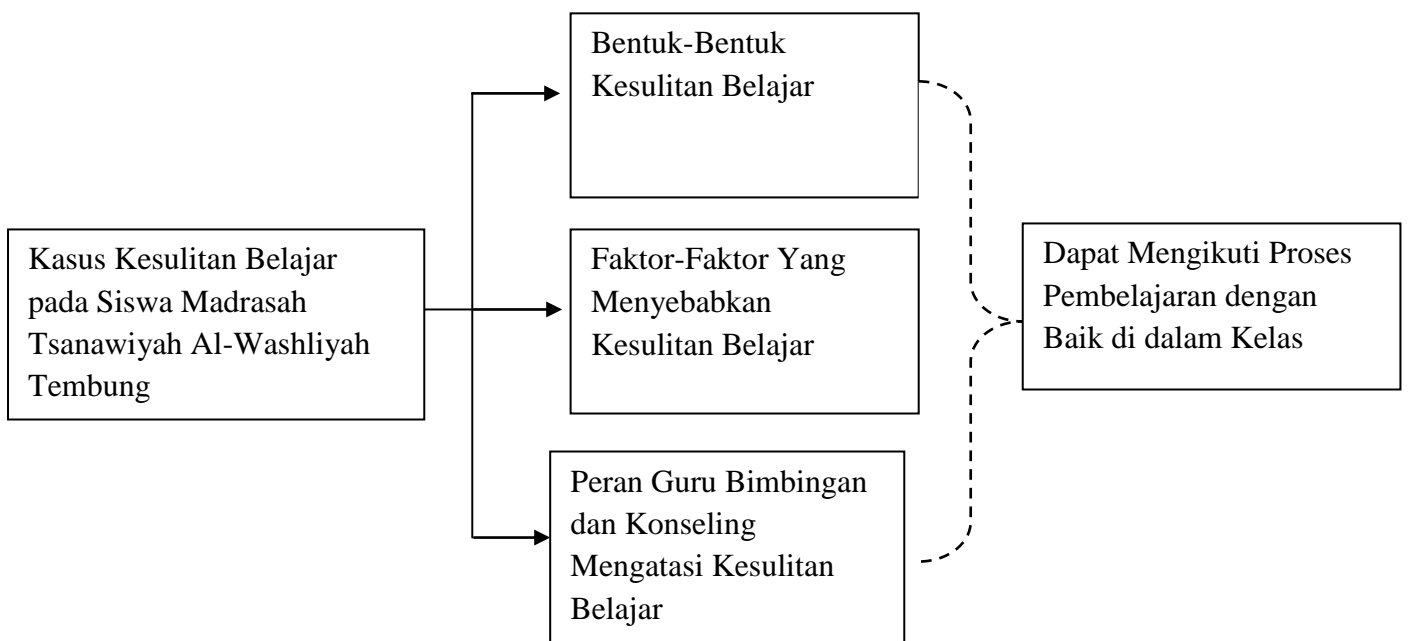 Bentuk-Bentuk
Kesulitan Belajar
Kasus Kesulitan Belajar
pada Siswa Madrasah
Tsanawiyah Al-Washliyah
Tembung
Faktor-Faktor Yang
Menyebabkan
Kesulitan Belajar
Peran Guru Bimbingan
dan Konseling
Mengatasi Kesulitan
Belajar
Dapat Mengikuti Proses
Pembelajaran dengan
Baik di dalam Kelas